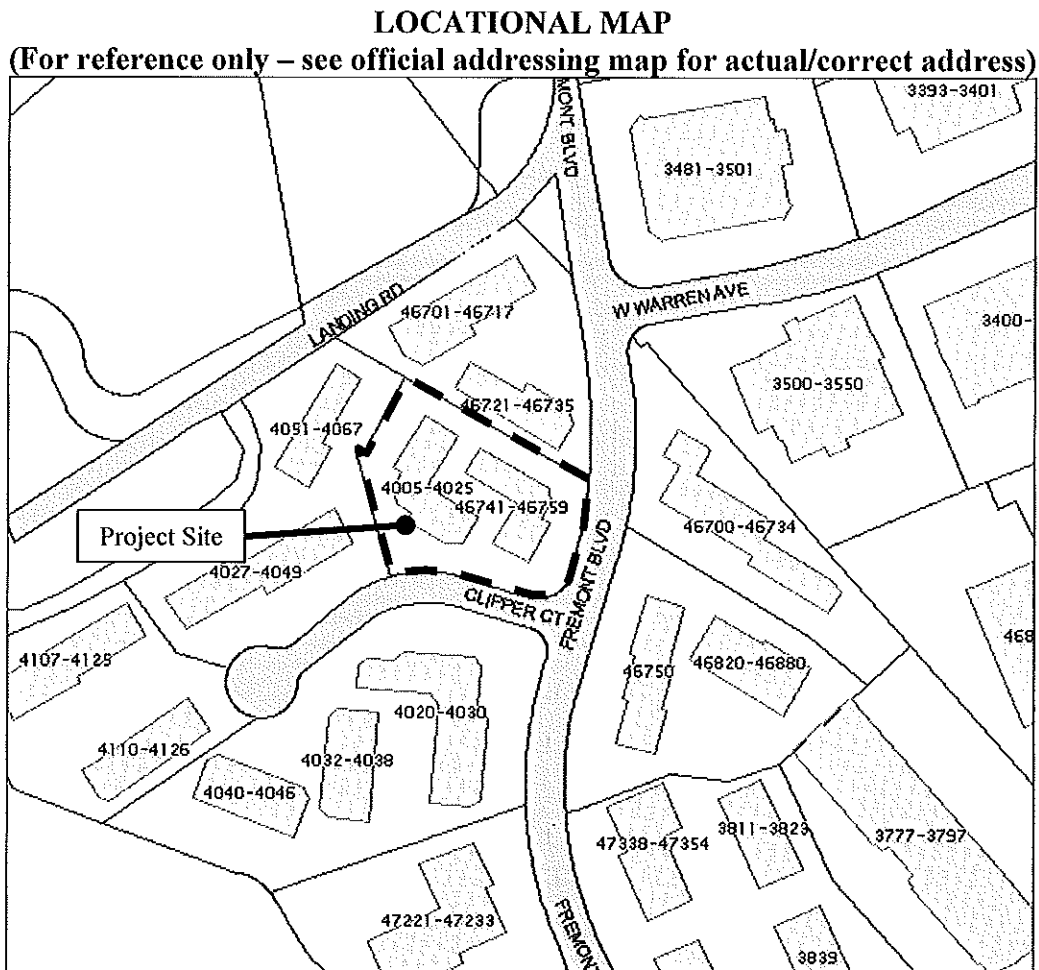 LOCATIONAL MAP
(For reference only – see official addressing map for actual/correct address)
MONT BLVD
3393-3401
3481-3501
W WARREN AVE
LANDING RD
46701-46717
3400-
3500-3550
46721-46735
4051-4067
4005-4025
46741-46759
Project Site
46700-46734
4027-4049
CLIPPER CT
FREMONT BLVD
4107-4125
46750
46820-46880
468
4020-4030
4110-4126
4032-4038
4040-4046
47338-47354
3811-3823
3777-3797
47221-47233
FREMONT
3839